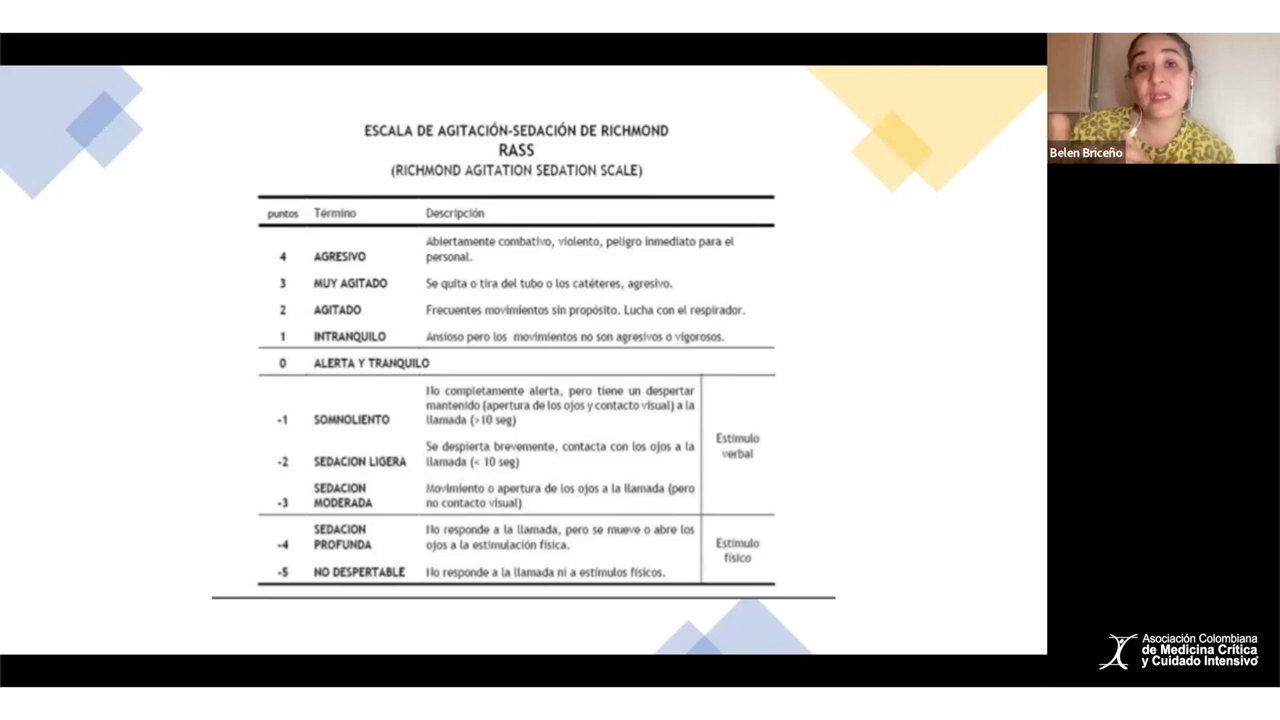 ESCALA DE AGITACIÓN-SEDACIÓN DE RICHMOND
RASS
(RICHMOND AGITATION SEDATION SCALE)
puntos Término Descripción
4 AGRESIVO Abiertamente combativo, violento, peligro inmediato para el
personal.
3 MUY AGITADO Se quita o tira del tubo o los catéteres, agresivo.
2 AGITADO Frecuentes movimientos sin propósito. Lucha con el respirador.
1 INTRANQUILO Ansioso pero los movimientos no son agresivos o vigorosos.
0 ALERTA Y TRANQUILO
-1 SOMNOLIENTO No completamente alerta, pero tiene un despertar
mantenido (apertura de los ojos y contacto visual) a la
llamada (>10 seg)
-2 SEDACION LIGERA Se despierta brevemente, contacta con los ojos a la
llamada (< 10 seg)
-3 SEDACION
MODERADA
Movimiento o apertura de los ojos a la llamada (pero
no contacto visual)
Estímulo
verbal
-4 SEDACION
PROFUNDA
No responde a la llamada, pero se mueve o abre los
ojos a la estimulación física.
-5 NO DESPERTABLE No responde a la llamada ni a estímulos físicos.
Estímulo
físico
Belen Briceño
Asociación Colombiana
de Medicina Crítica
y Cuidado Intensivo